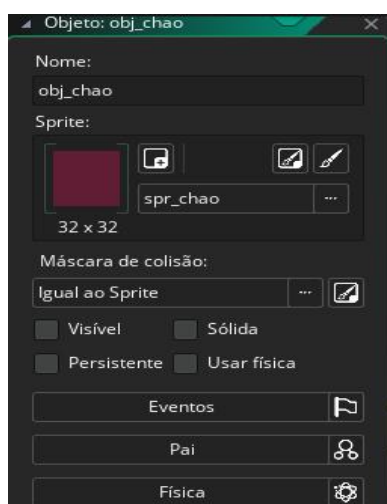 Objeto: obj_chao
Nome:
obj_chao
Sprite:
spr_chao ...
32 x 32
Máscara de colisão:
Igual ao Sprite ...
Visível Sólida
Persistente Usar física
Eventos
Pai
Física